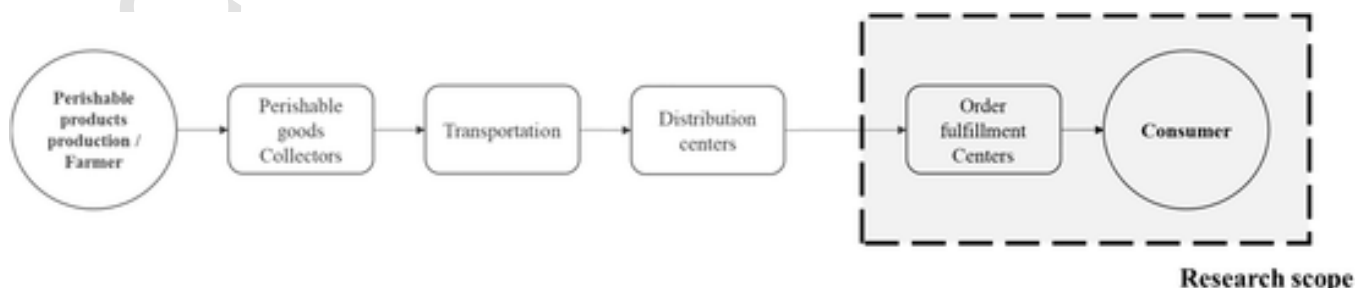 Perishable
products
production /
Farmer
Perishable
goods
Collectors
Transportation
Distribution
centers
Order
fulfillment
Centers
Consumer
Research scope